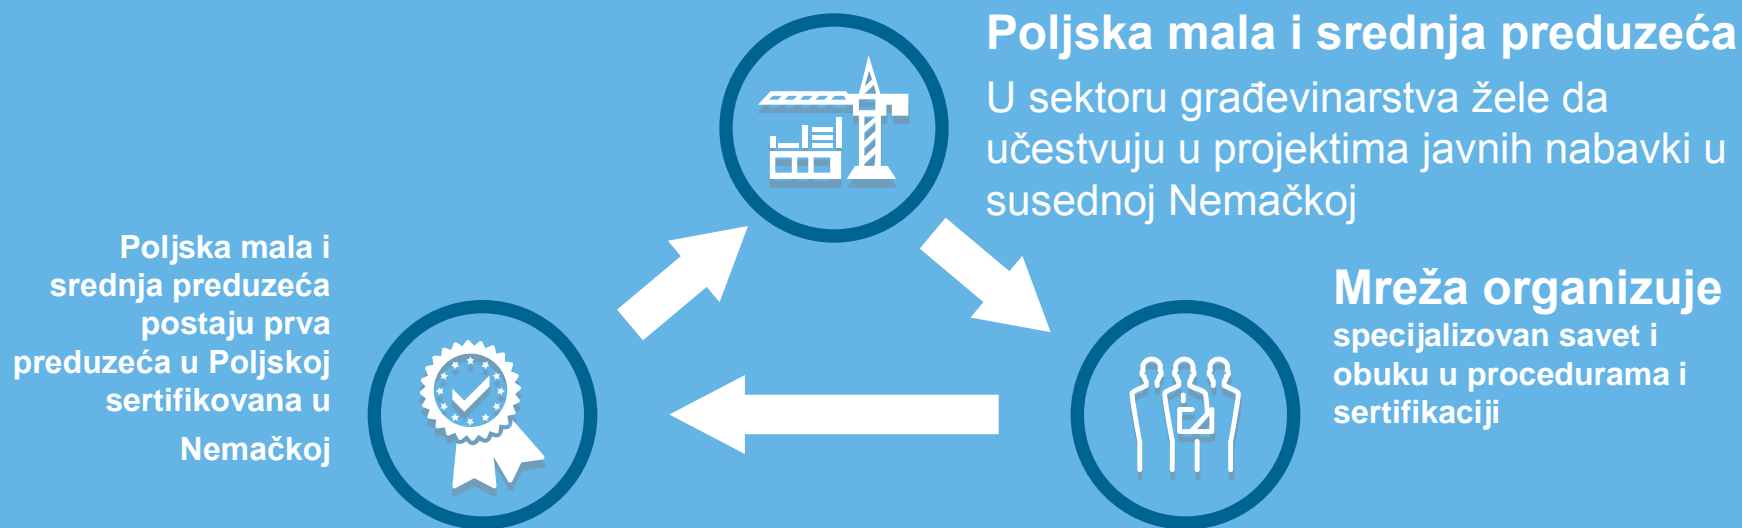 Poljska mala i srednja preduzeća
U sektoru građevinarstva žele da
učestvuju u projektima javnih nabavki u
susednoj Nemačkoj
Mreža organizuje
specijalizovan savet i
obuku u procedurama i
sertifikaciji
Poljska mala i
srednja preduzeća
postaju prva
preduzeća u Poljskoj
sertifikovana u
Nemačkoj